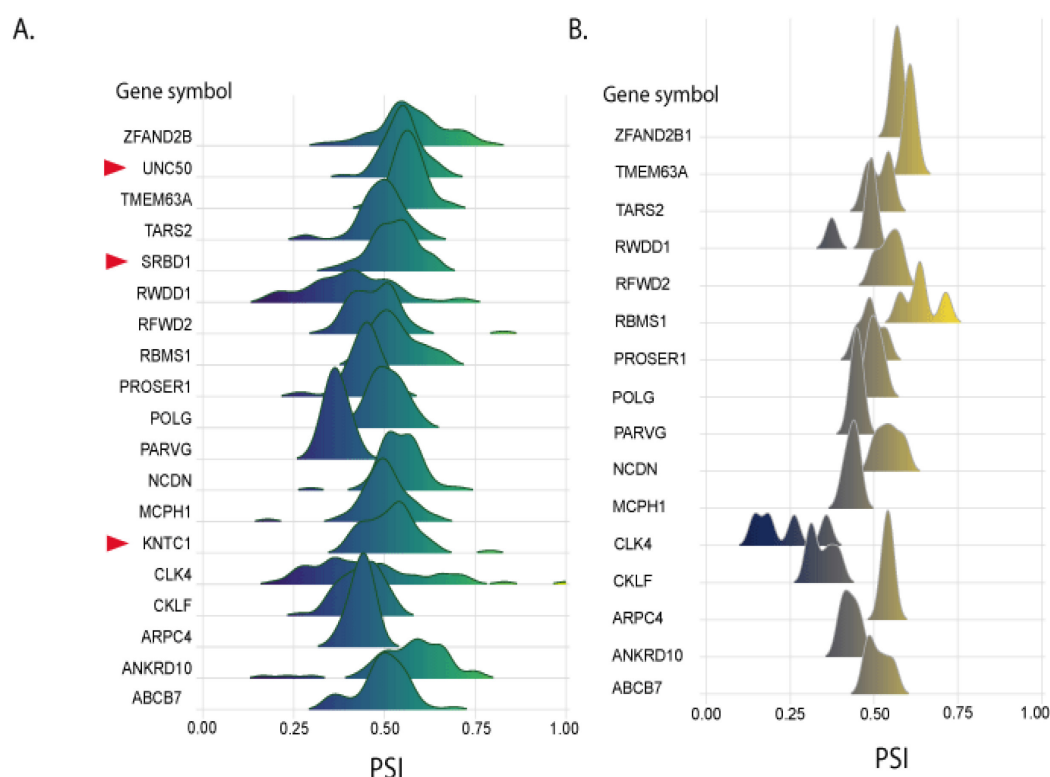 A.
Gene symbol
ZFAND2B
UNC50
TMEM63A
TARS2
SRBD1
RWDD1
RFWD2
RBMS1
PROSER1
POLG
PARVG
NCDN
MCPH1
KNTC1
CLK4
CKLF
ARPC4
ANKRD10
ABCB7
0.00 0.25 0.50 0.75 1.00
PSI
B.
Gene symbol
ZFAND2B1
TMEM63A
TARS2
RWDD1
RFWD2
RBMS1
PROSER1
POLG
PARVG
NCDN
MCPH1
CLK4
CKLF
ARPC4
ANKRD10
ABCB7
0.00 0.25 0.50 0.75 1.00
PSI